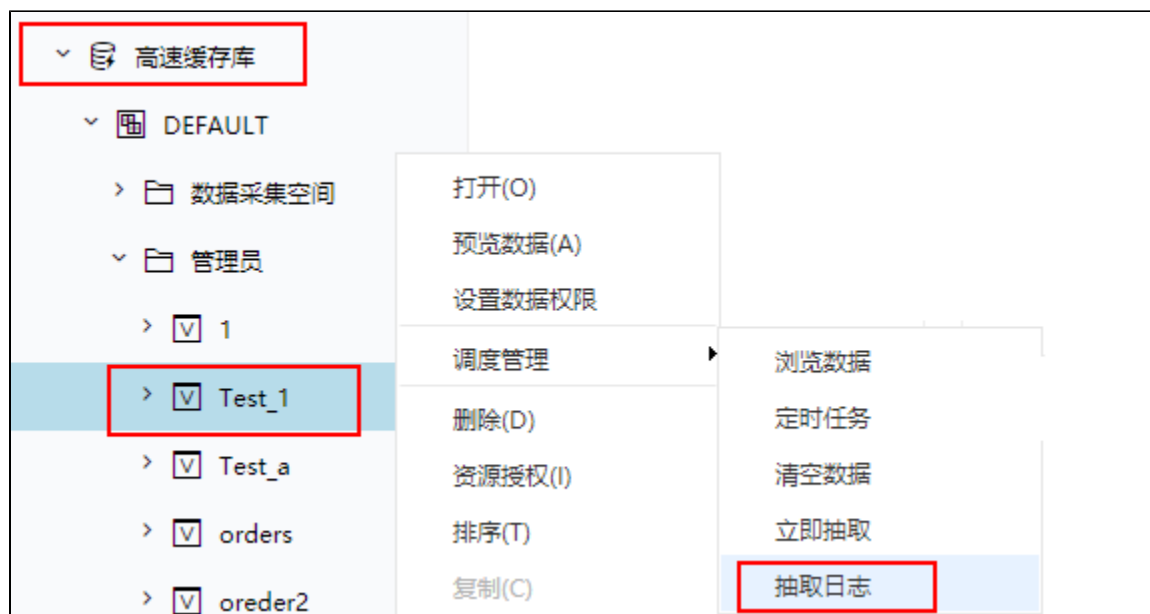 高速缓存库
DEFAULT
数据采集空间
管理员
1
Test_1
Test_a
orders
oreder2
打开(O)
预览数据(A)
设置数据权限
调度管理
删除(D)
资源授权(I)
排序(T)
复制(C)
浏览数据
定时任务
清空数据
立即抽取
抽取日志